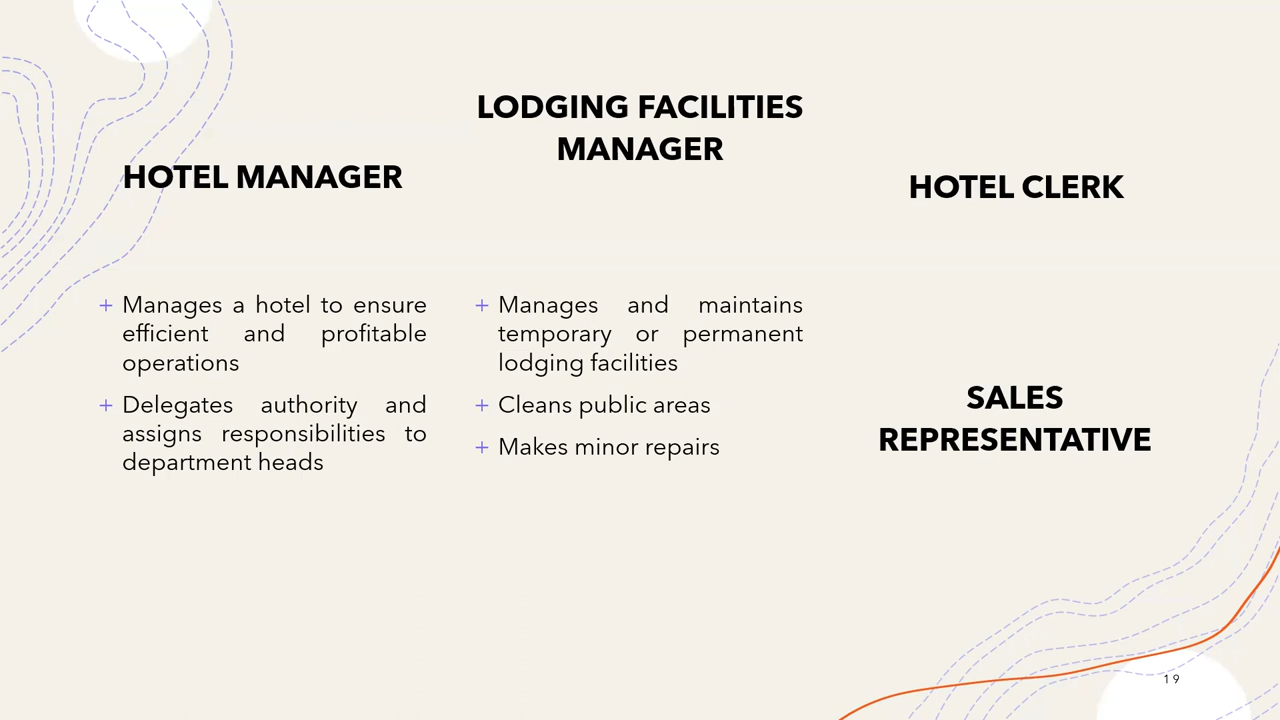 HOTEL MANAGER
+ Manages a hotel to ensure
efficient and profitable
operations
+ Delegates authority and
assigns responsibilities to
department heads
LODGING FACILITIES
MANAGER
+ Manages and maintains
temporary or permanent
lodging facilities
+ Cleans public areas
+ Makes minor repairs
HOTEL CLERK
SALES
REPRESENTATIVE
19